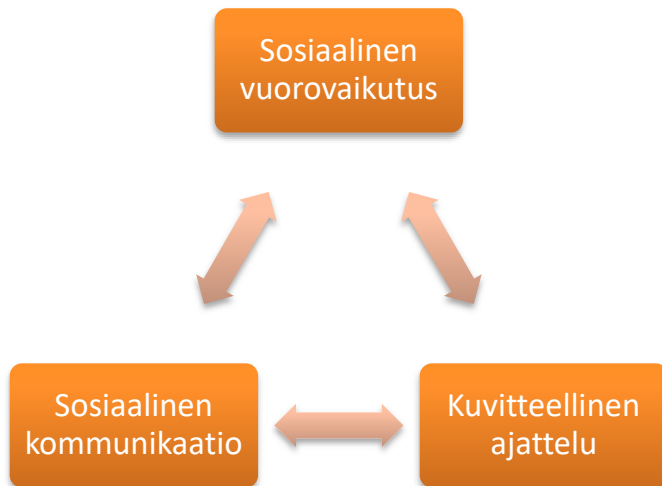 Sosiaalinen
vuorovaikutus
Sosiaalinen
kommunikaatio
Kuvitteellinen
ajattelu